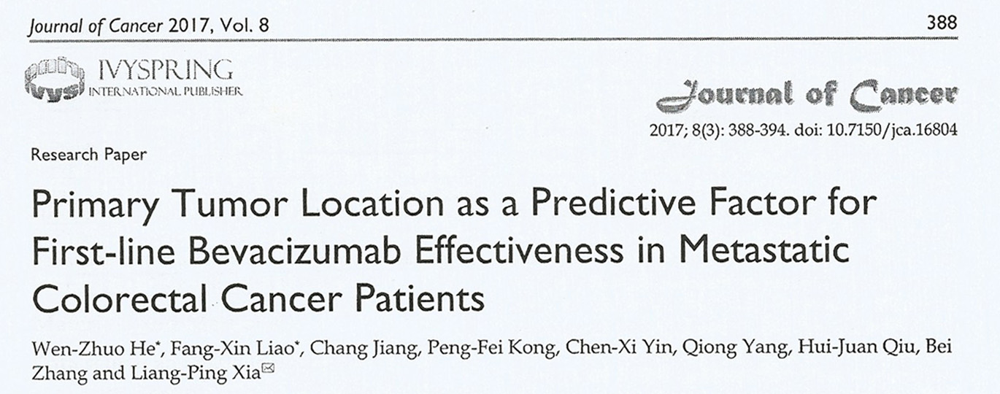 Journal of Cancer 2017, Vol. 8 388
IVYSPRING
INTERNATIONAL PUBLISHER
ivys
Journal of Cancer
2017; 8(3): 388-394. doi: 10.7150/jca.16804
Research Paper
Primary Tumor Location as a Predictive Factor for
First-line Bevacizumab Effectiveness in Metastatic
Colorectal Cancer Patients
Wen-Zhuo He*, Fang-Xin Liao*, Chang Jiang, Peng-Fei Kong, Chen-Xi Yin, Qiong Yang, Hui-Juan Qiu, Bei
Zhang and Liang-Ping Xia✉